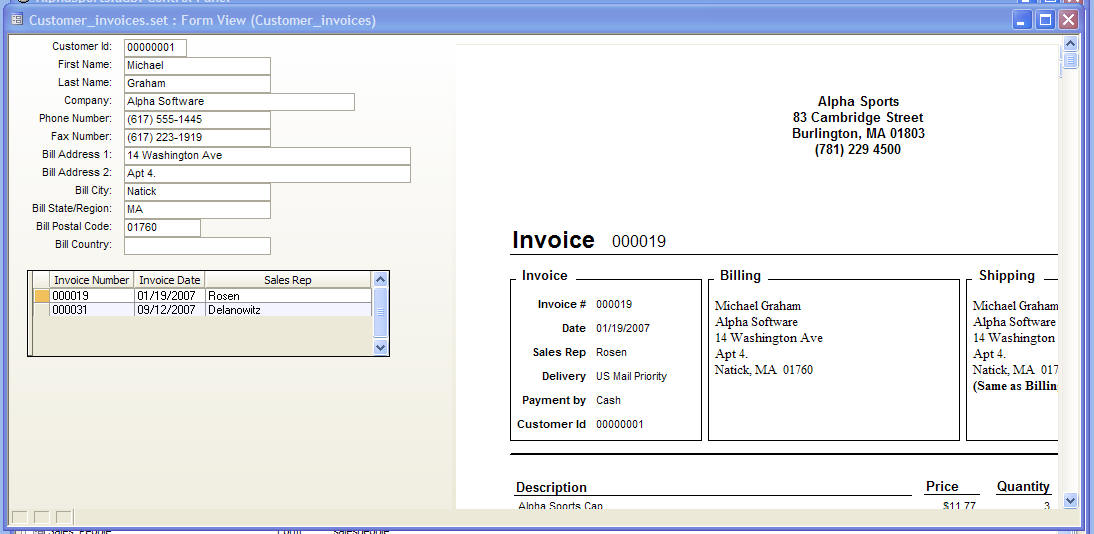 Customer_invoices.set : Form View (Customer_invoices)
Customer Id: 00000001
First Name: Michael
Last Name: Graham
Company: Alpha Software
Phone Number: (617) 555-1445
Fax Number: (617) 223-1919
Bill Address 1: 14 Washington Ave
Bill Address 2: Apt 4.
Bill City: Natick
Bill State/Region: MA
Bill Postal Code: 01760
Bill Country:
Invoice Number Invoice Date Sales Rep
000019 01/19/2007 Rosen
000031 09/12/2007 Delanowitz
Alpha Sports
83 Cambridge Street
Burlington, MA 01803
(781) 229 4500
Invoice 000019
Invoice
Invoice # 000019
Date 01/19/2007
Sales Rep Rosen
Delivery US Mail Priority
Payment by Cash
Customer Id 00000001
Billing
Michael Graham
Alpha Software
14 Washington Ave
Apt 4.
Natick, MA 01760
Shipping
Michael Graham
Alpha Software
14 Washington
Apt 4.
Natick, MA 017
(Same as Billin
Description Price Quantity
Alpha Sports Cap $11.77 3